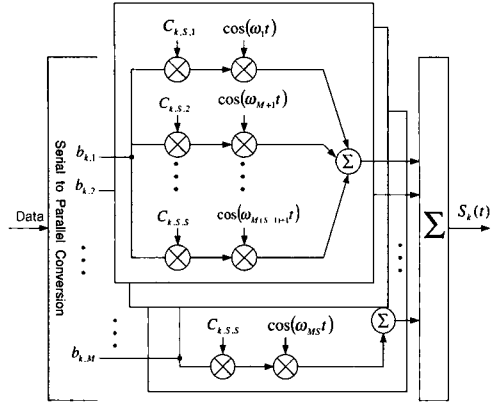 C_{k,S,1} cos(ω_1 t)
C_{k,S,2} cos(ω_{M+1} t)
Σ
C_{k,S,S} cos(ω_{M(S-1)+1} t)
b_{k,1}
b_{k,2}
b_{k,M}
Data
Serial to Parallel Conversion
C_{k,S,S} cos(ω_{MS} t)
Σ
Σ
S_k(t)